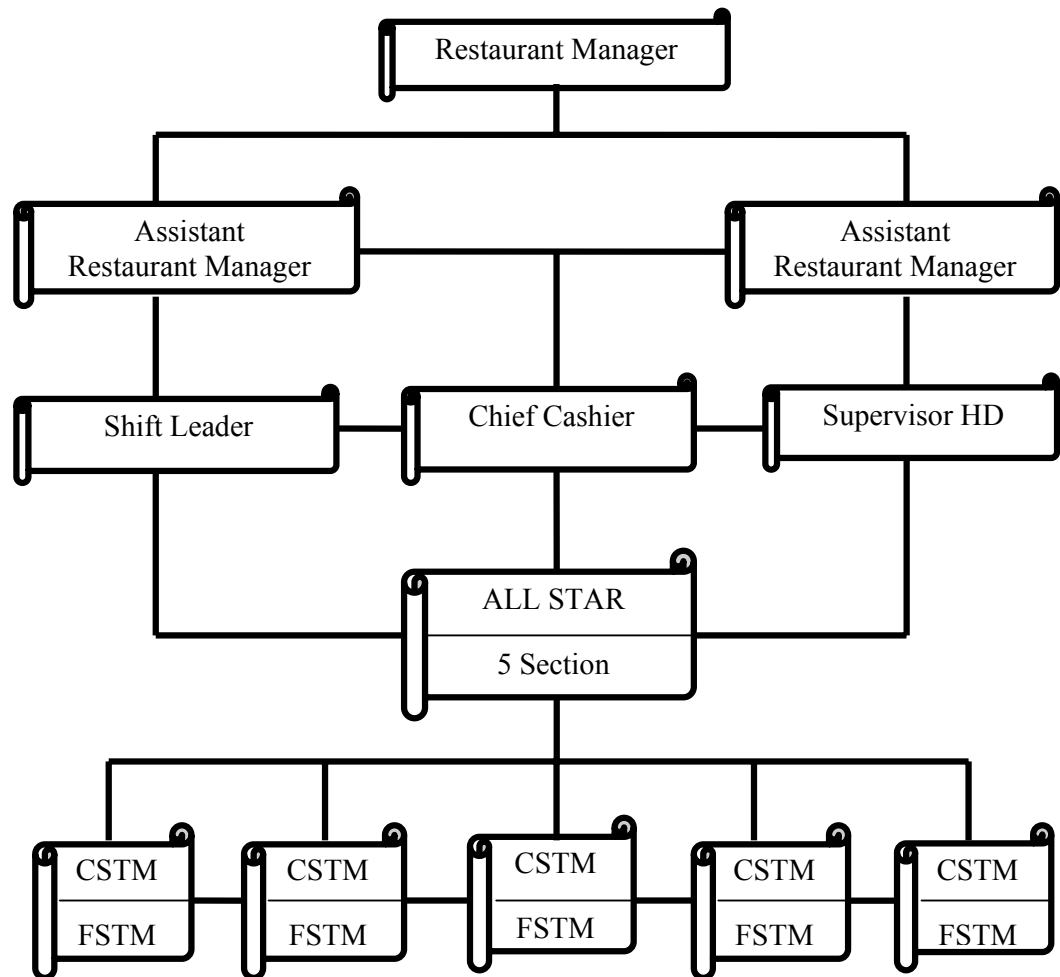 Restaurant Manager
Assistant
Restaurant Manager
Assistant
Restaurant Manager
Shift Leader
Chief Cashier
Supervisor HD
ALL STAR
5 Section
CSTM
FSTM
CSTM
FSTM
CSTM
FSTM
CSTM
FSTM
CSTM
FSTM